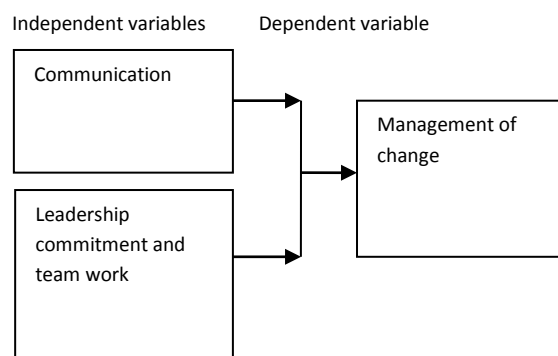 Independent variables
Dependent variable
Communication
Management of
change
Leadership
commitment and
team work